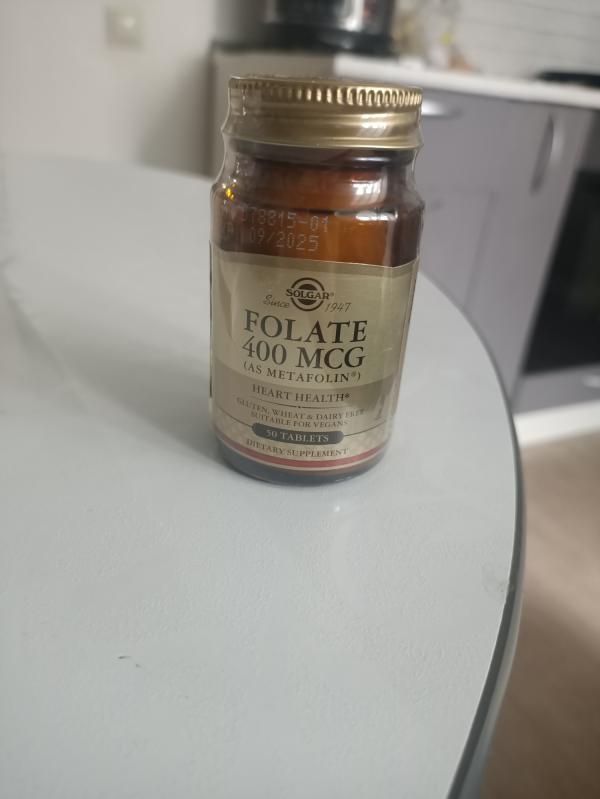 78815-01
09/2025
SOLGAR®
Since 1947
FOLATE
400 MCG
(AS METAFOLIN®)
HEART HEALTH*
GLUTEN, WHEAT & DAIRY FREE
SUITABLE FOR VEGANS
50 TABLETS
DIETARY SUPPLEMENT